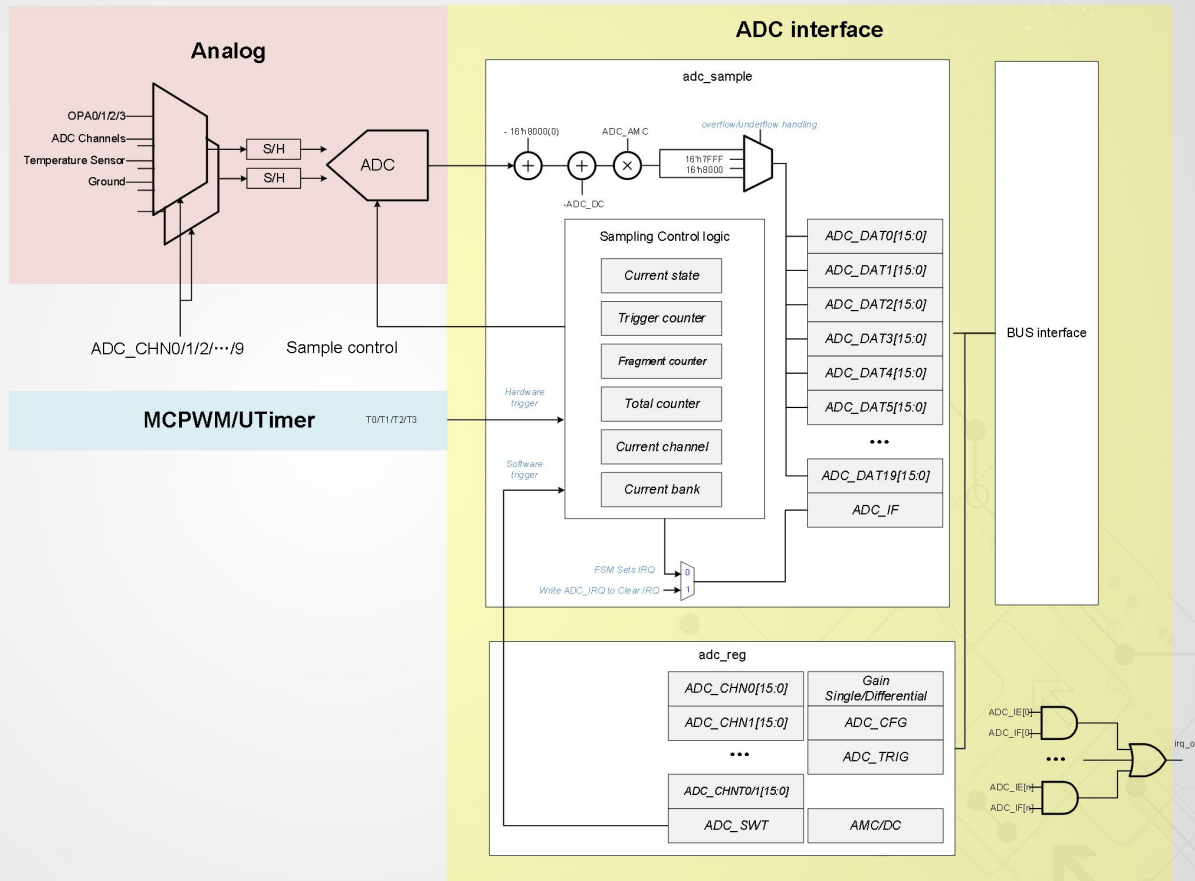 Analog
ADC interface
OPA0/1/2/3
ADC Channels
Temperature Sensor
Ground
S/H
S/H
ADC
ADC_CHN0/1/2/···/9
Sample control
MCPWM/UTimer
T0/T1/T2/T3
adc_sample
- 16'h8000(0)
ADC_AMC
overflow/underflow handling
+
+
×
16'h7FFF
16'h8000
-ADC_DC
Sampling Control logic
Current state
Trigger counter
Fragment counter
Total counter
Current channel
Current bank
Hardware
trigger
Software
trigger
ADC_DAT0[15:0]
ADC_DAT1[15:0]
ADC_DAT2[15:0]
ADC_DAT3[15:0]
ADC_DAT4[15:0]
ADC_DAT5[15:0]
•••
ADC_DAT19[15:0]
ADC_IF
FSM Sets IRQ
0
Write ADC_IRQ to Clear IRQ
1
BUS interface
adc_reg
ADC_CHN0[15:0]
Gain
Single/Differential
ADC_CHN1[15:0]
ADC_CFG
•••
ADC_TRIG
ADC_CHNT0/1[15:0]
ADC_SWT
AMC/DC
ADC_IE[0]
ADC_IF[0]
•••
ADC_IE[n]
ADC_IF[n]
irq_o